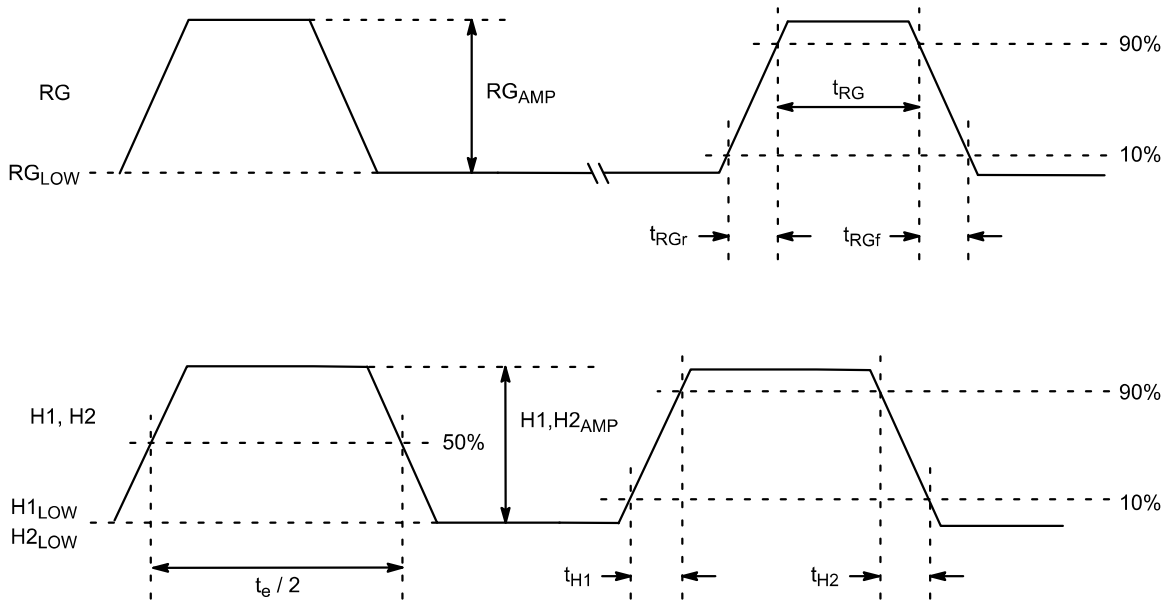 90%
RG
RG_AMP
t_RG
RG_LOW
10%
t_RGr
t_RGf
H1, H2
90%
50%
H1,H2_AMP
H1_LOW
H2_LOW
10%
t_e / 2
t_H1
t_H2